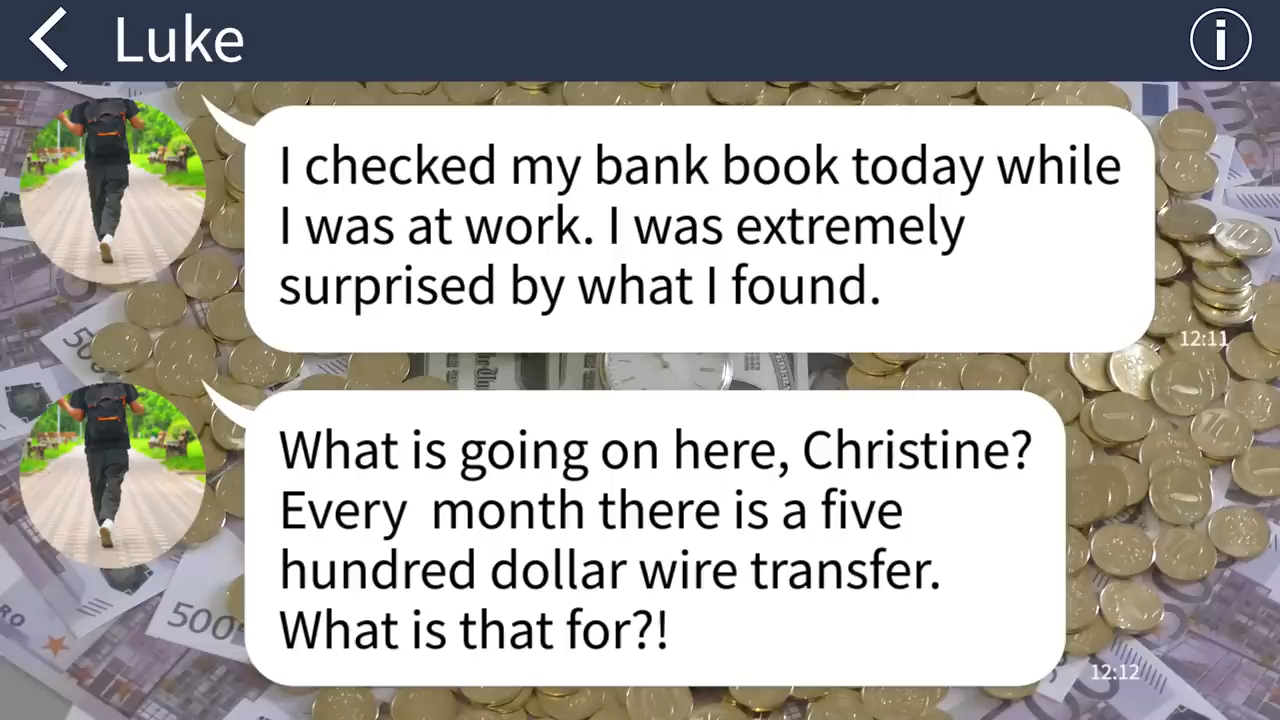 Luke
I checked my bank book today while
I was at work. I was extremely
surprised by what I found.
12:11
What is going on here, Christine?
Every  month there is a five
hundred dollar wire transfer.
What is that for?!
12:12
500